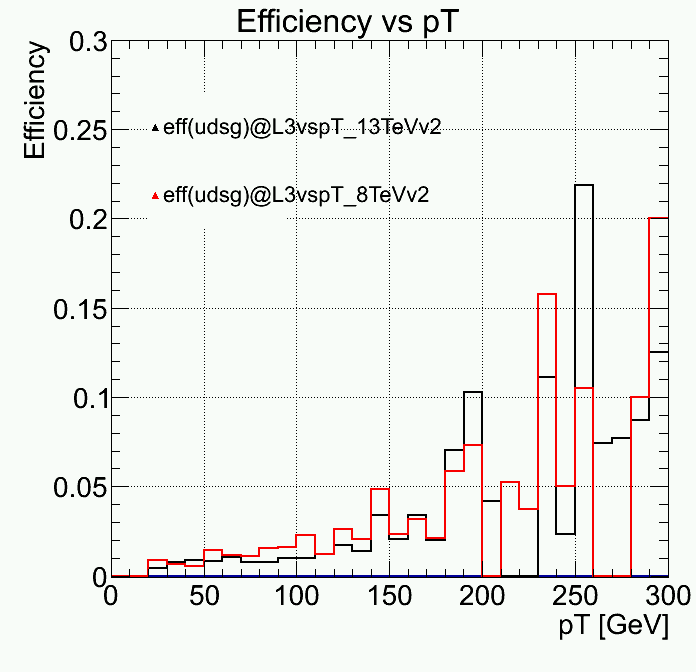 Efficiency vs pT
Efficiency
0.3
0.25
0.2
0.15
0.1
0.05
0
eff(udsg)@L3vspT_13TeVv2
eff(udsg)@L3vspT_8TeVv2
0 50 100 150 200 250 300
pT [GeV]